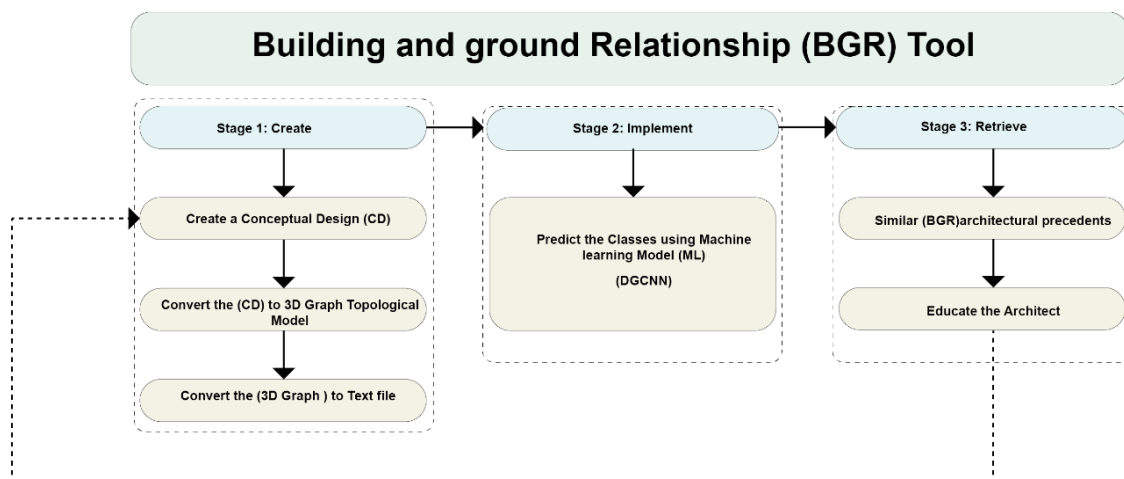 Building and ground Relationship (BGR) Tool
Stage 1: Create
Create a Conceptual Design (CD)
Convert the (CD) to 3D Graph Topological
Model
Convert the (3D Graph ) to Text file
Stage 2: Implement
Predict the Classes using Machine
learning Model (ML)
(DGCNN)
Stage 3: Retrieve
Similar (BGR)architectural precedents
Educate the Architect